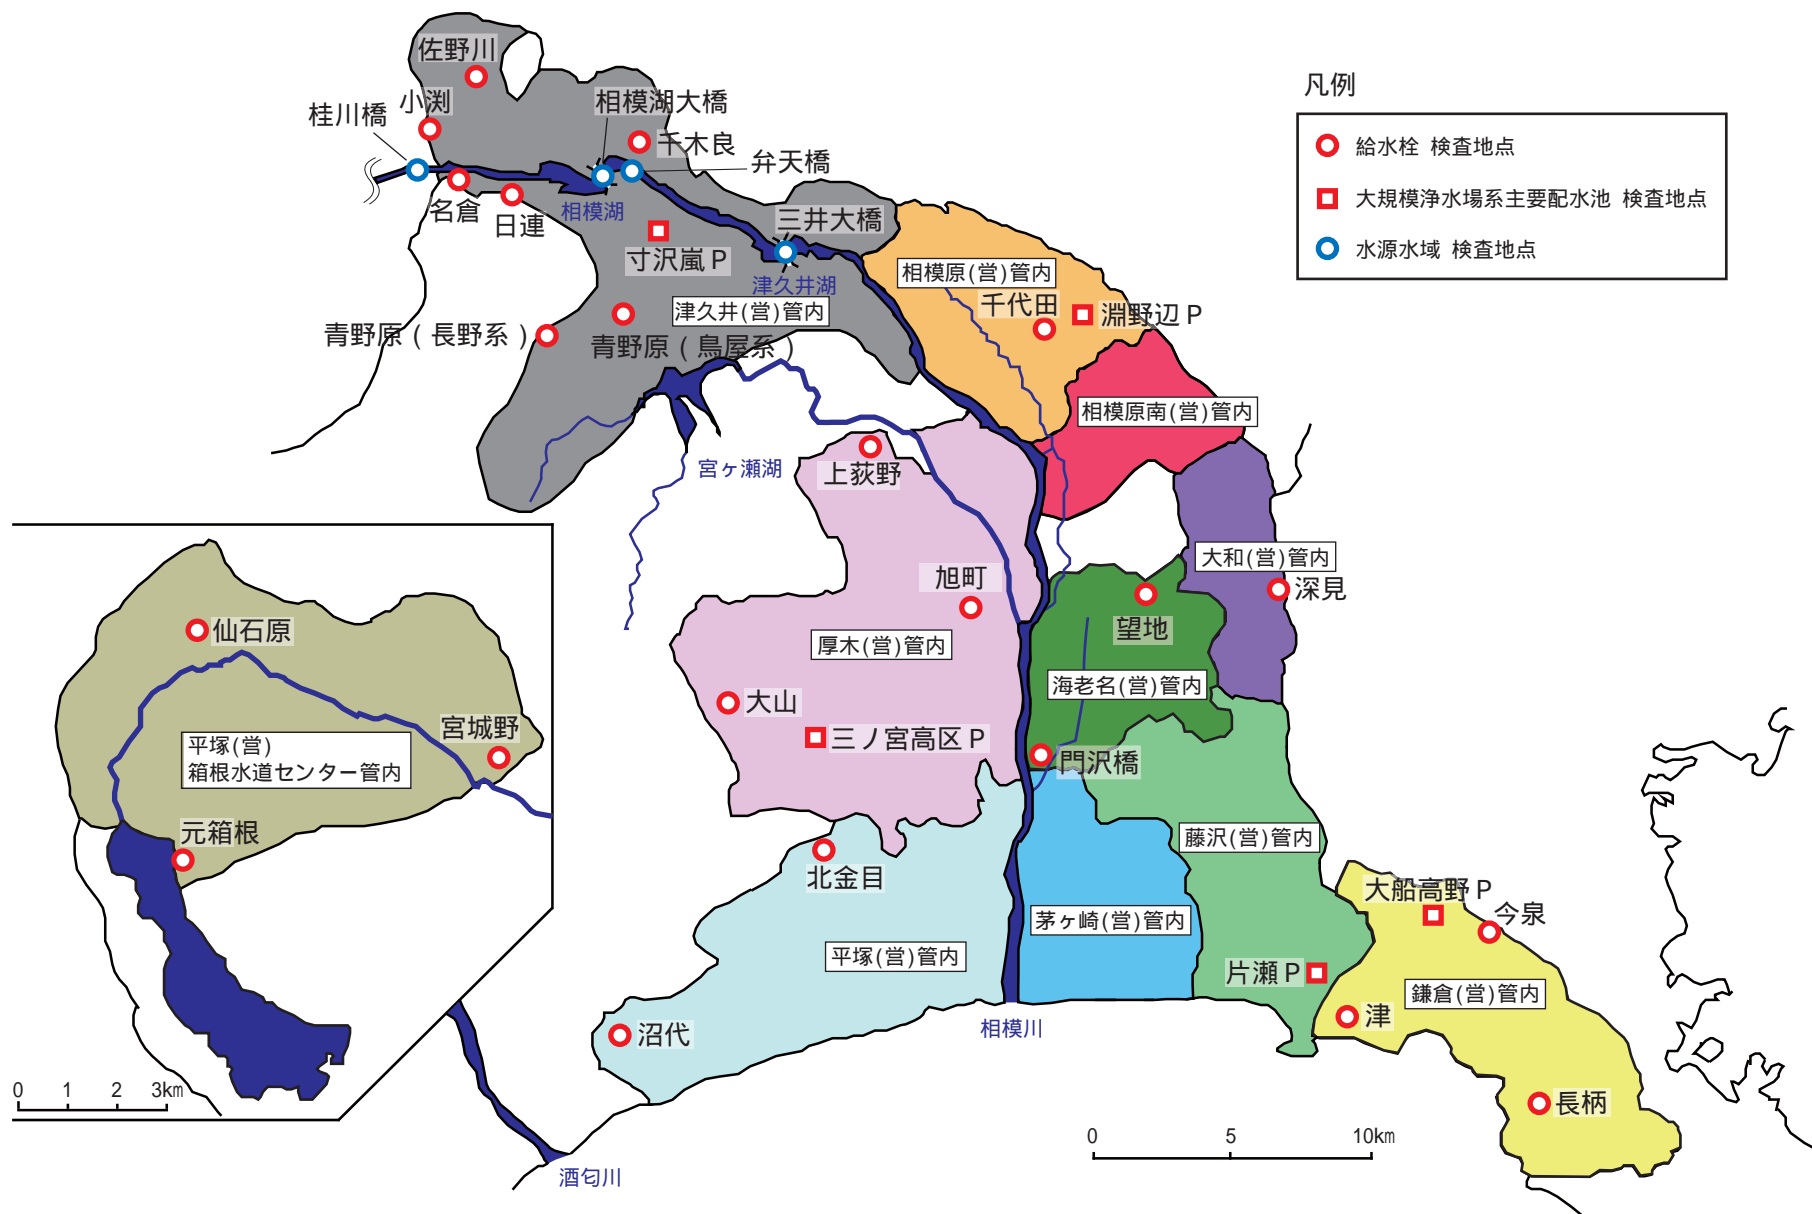 佐野川
小渕
桂川橋
相模湖大橋
千木良
弁天橋
名倉
日連
相模湖
三井大橋
寸沢嵐P
津久井湖
津久井(営)管内
青野原(長野系)
青野原(鳥屋系)
相模原(営)管内
千代田
淵野辺P
相模原南(営)管内
凡例
給水栓 検査地点
大規模浄水場系主要配水池 検査地点
水源水域 検査地点
宮ヶ瀬湖
上荻野
旭町
厚木(営)管内
大山
三ノ宮高区P
大和(営)管内
深見
望地
海老名(営)管内
門沢橋
藤沢(営)管内
茅ヶ崎(営)管内
片瀬P
大船高野P
今泉
鎌倉(営)管内
津
長柄
北金目
平塚(営)管内
沼代
相模川
酒匂川
仙石原
宮城野
平塚(営)
箱根水道センター管内
元箱根
0 1 2 3km
0 5 10km